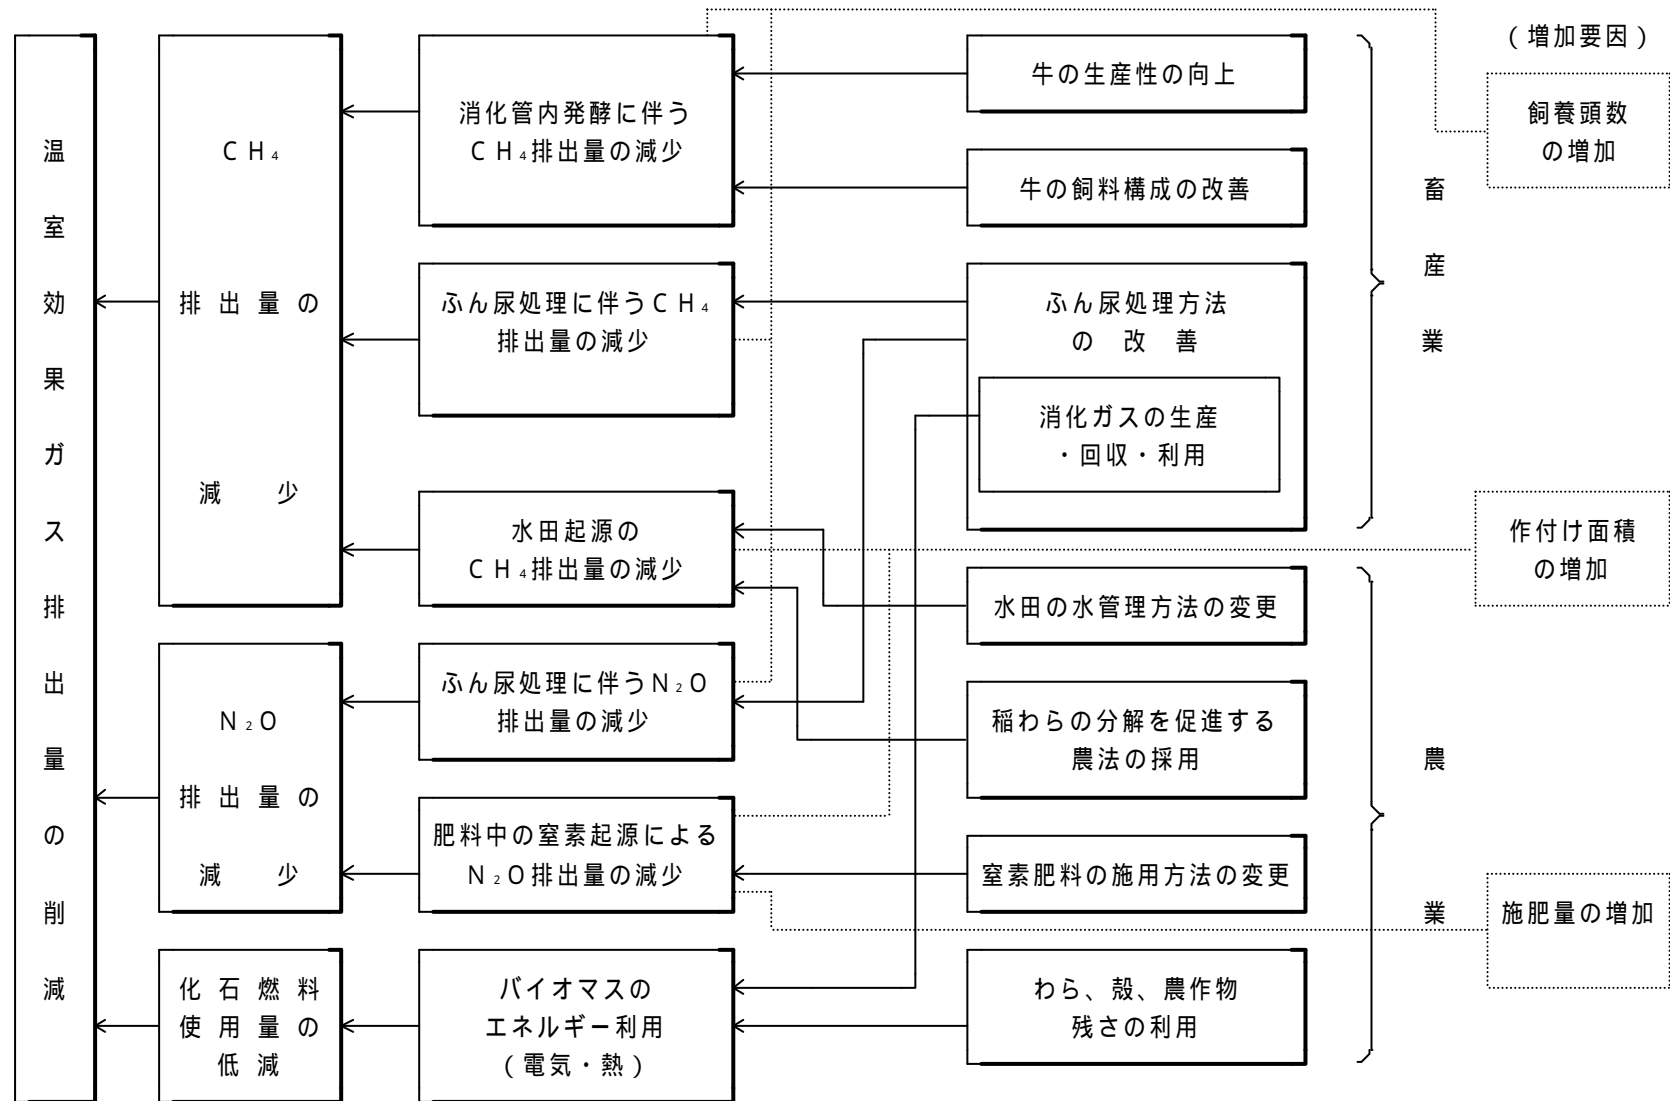 温室効果ガス排出量の削減
CH₄
排出量の
減少
N₂O
排出量の
減少
化石燃料
使用量の
低減
消化管内発酵に伴う
CH₄排出量の減少
ふん尿処理に伴うCH₄
排出量の減少
水田起源の
CH₄排出量の減少
ふん尿処理に伴うN₂O
排出量の減少
肥料中の窒素起源による
N₂O排出量の減少
バイオマスの
エネルギー利用
(電気・熱)
牛の生産性の向上
牛の飼料構成の改善
ふん尿処理方法
の改善
消化ガスの生産
・回収・利用
水田の水管理方法の変更
稲わらの分解を促進する
農法の採用
窒素肥料の施用方法の変更
わら、殻、農作物
残さの利用
畜産業
農業
(増加要因)
飼養頭数
の増加
作付け面積
の増加
施肥量の増加